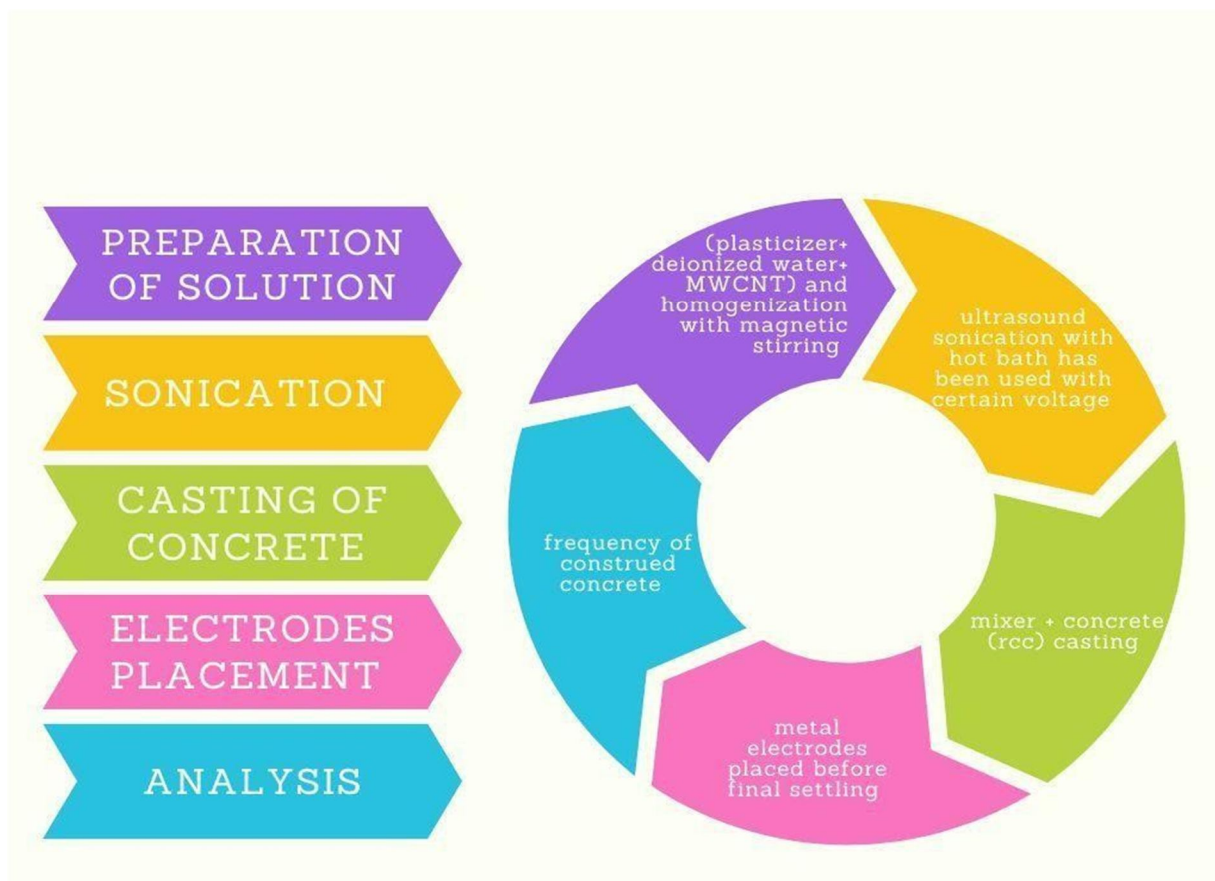 PREPARATION
OF SOLUTION
SONICATION
CASTING OF
CONCRETE
ELECTRODES
PLACEMENT
ANALYSIS
(plasticizer+
deionized water+
MWCNT) and
homogenization
with magnetic
stirring
ultrasound
sonication with
hot bath has
been used with
certain voltage
mixer + concrete
(rcc) casting
metal
electrodes
placed before
final settling
frequency of
construed
concrete